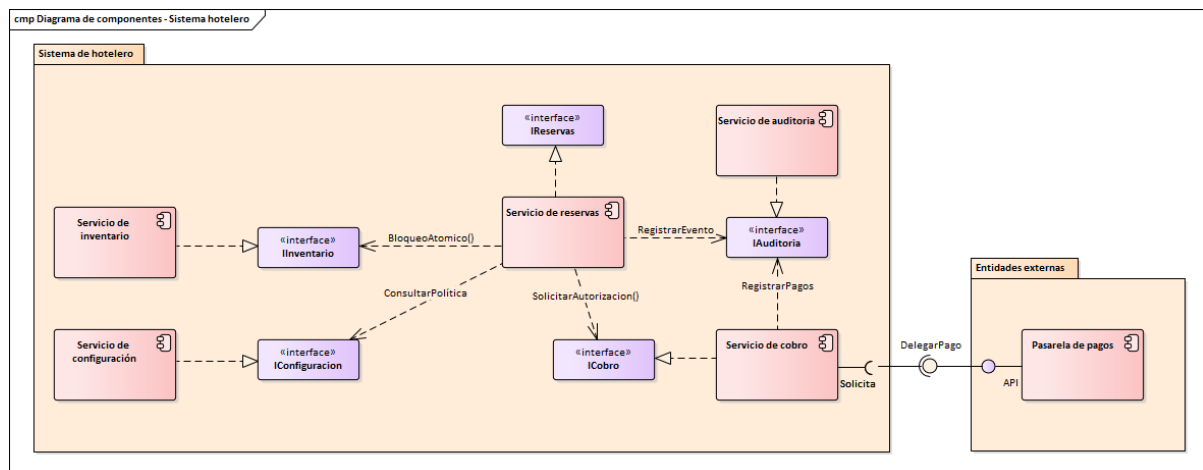 cmp Diagrama de componentes - Sistema hotelero
Sistema de hotelero
«interface»
IReservas
Servicio de auditoria
Servicio de
inventario
Servicio de reservas
«interface»
IInventario
BloqueoAtomico()
RegistrarEvento
«interface»
IAuditoria
ConsultarPolítica
SolicitarAutorizacion()
RegistrarPagos
Entidades externas
Servicio de
configuración
«interface»
IConfiguracion
«interface»
ICobro
Servicio de cobro
Solicita
DelegarPago
API
Pasarela de pagos